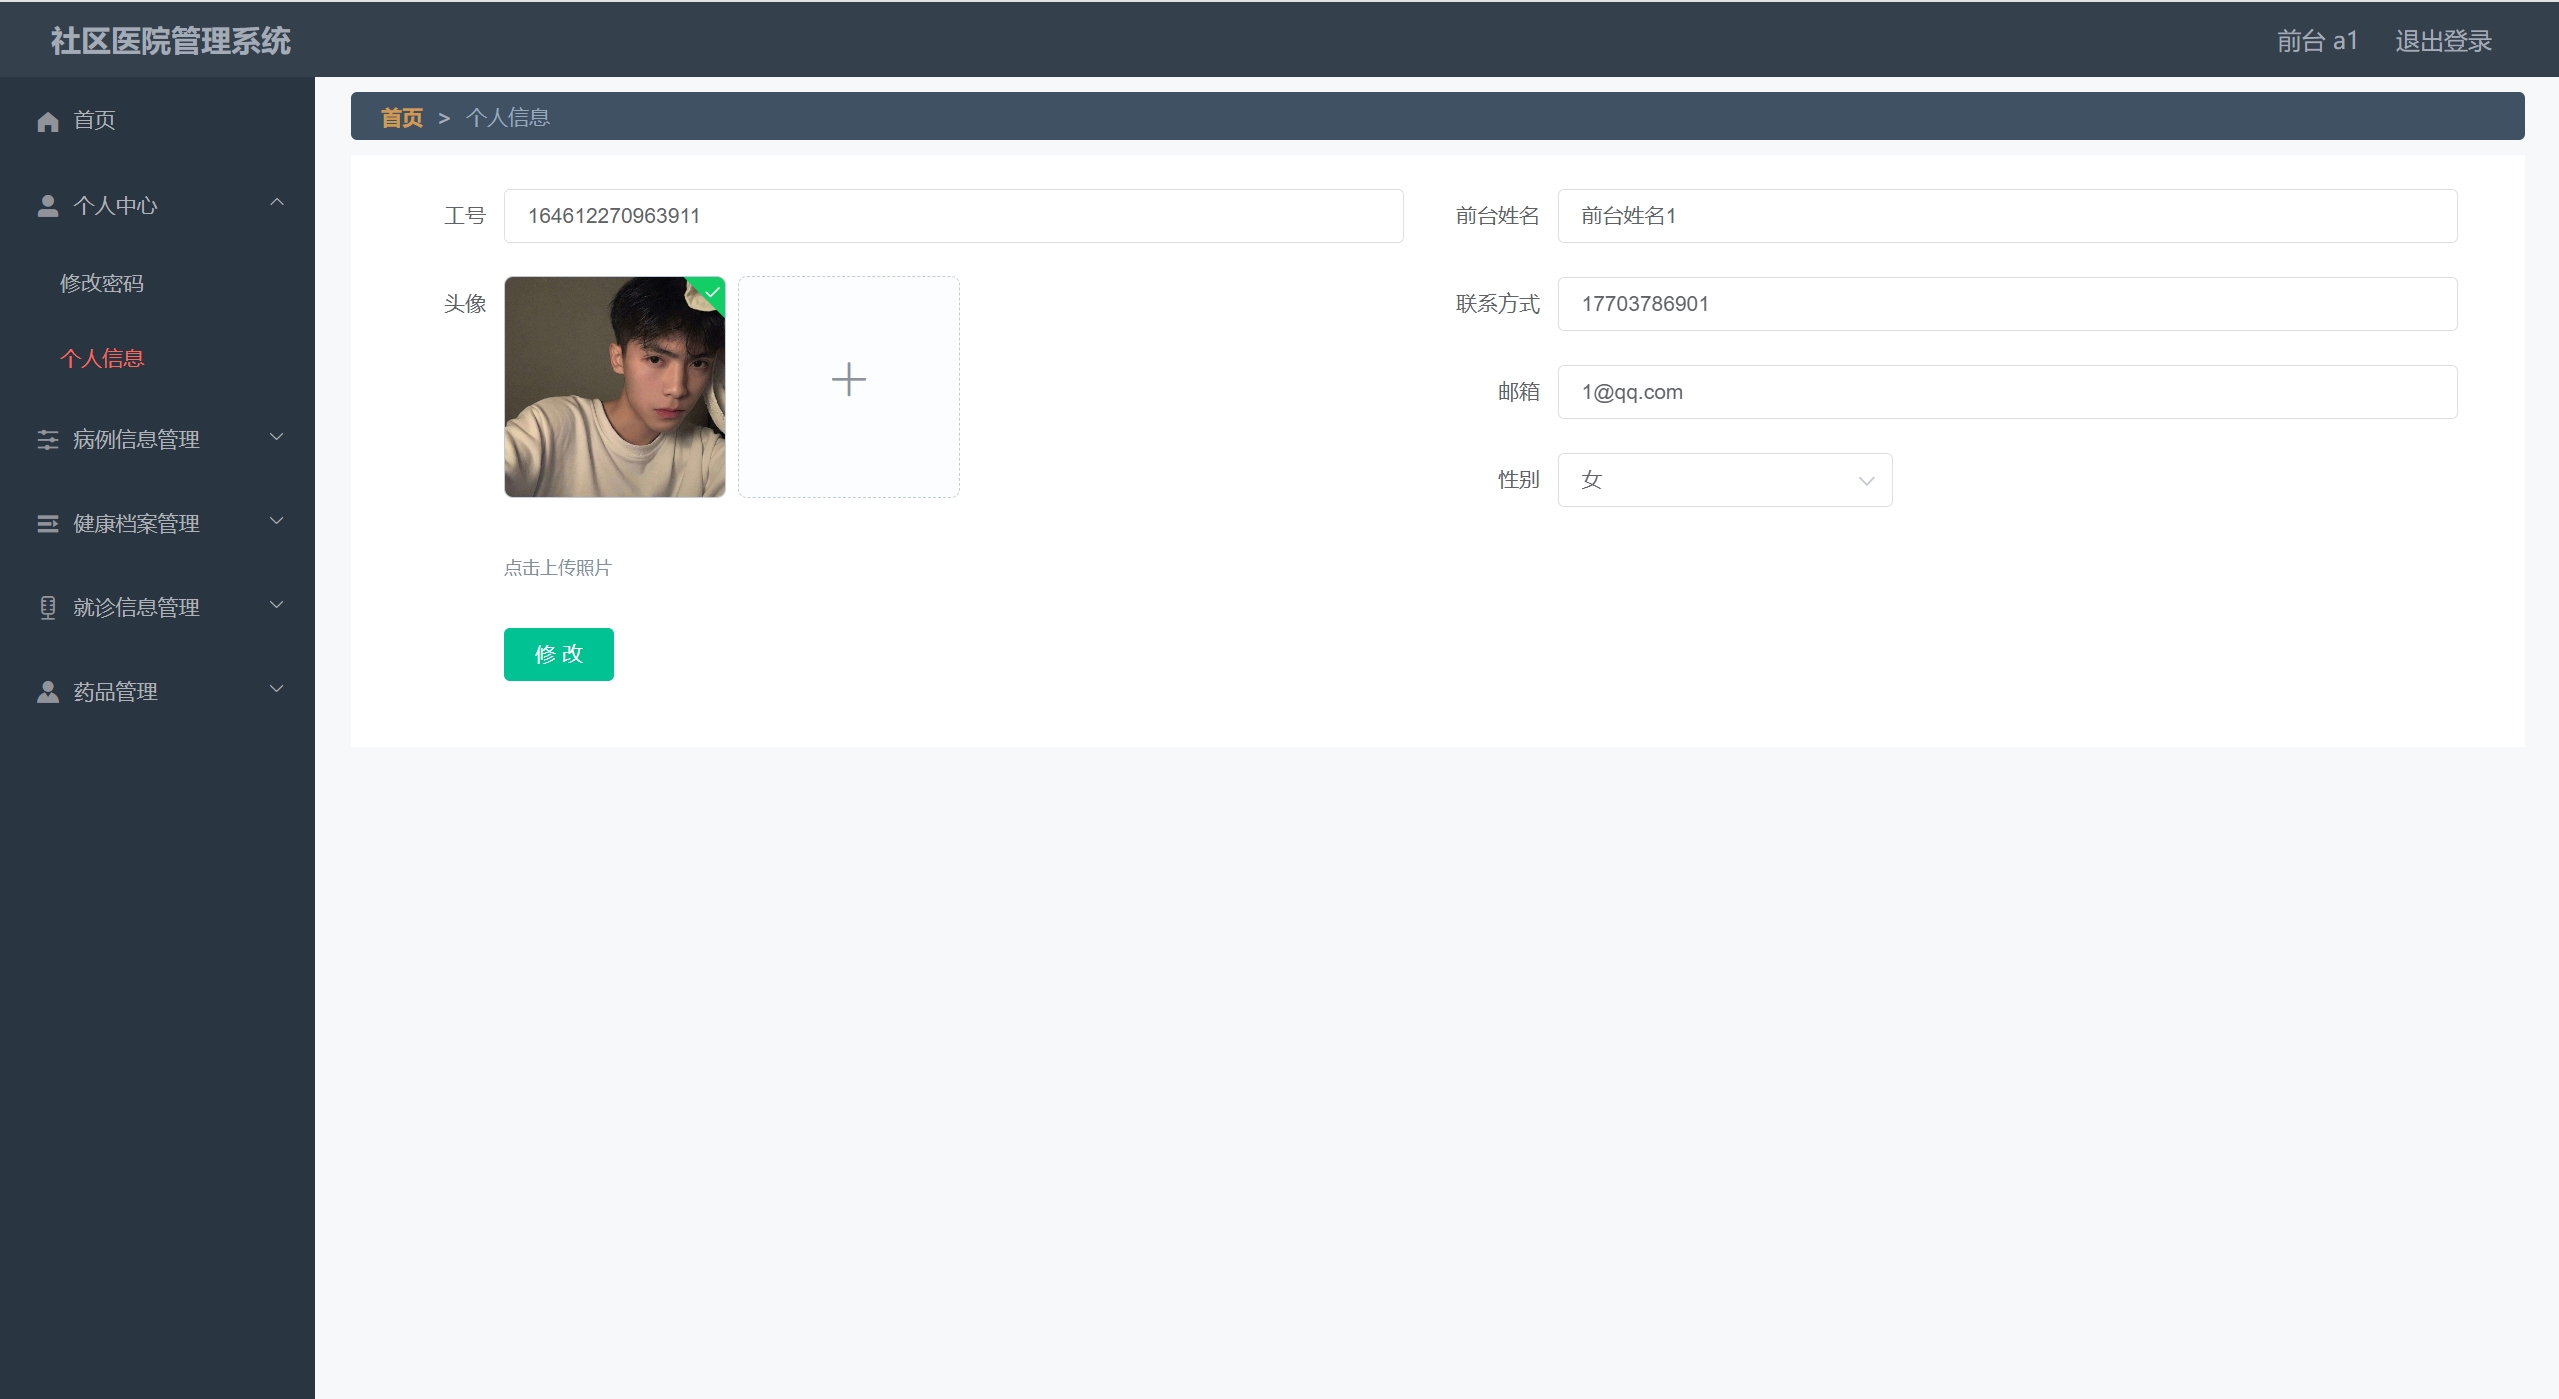 社区医院管理系统
前台 a1
退出登录
首页
个人中心
修改密码
个人信息
病例信息管理
健康档案管理
就诊信息管理
药品管理
首页 > 个人信息
工号 164612270963911
前台姓名 前台姓名1
头像
联系方式 17703786901
邮箱 1@qq.com
性别 女
点击上传照片
修 改